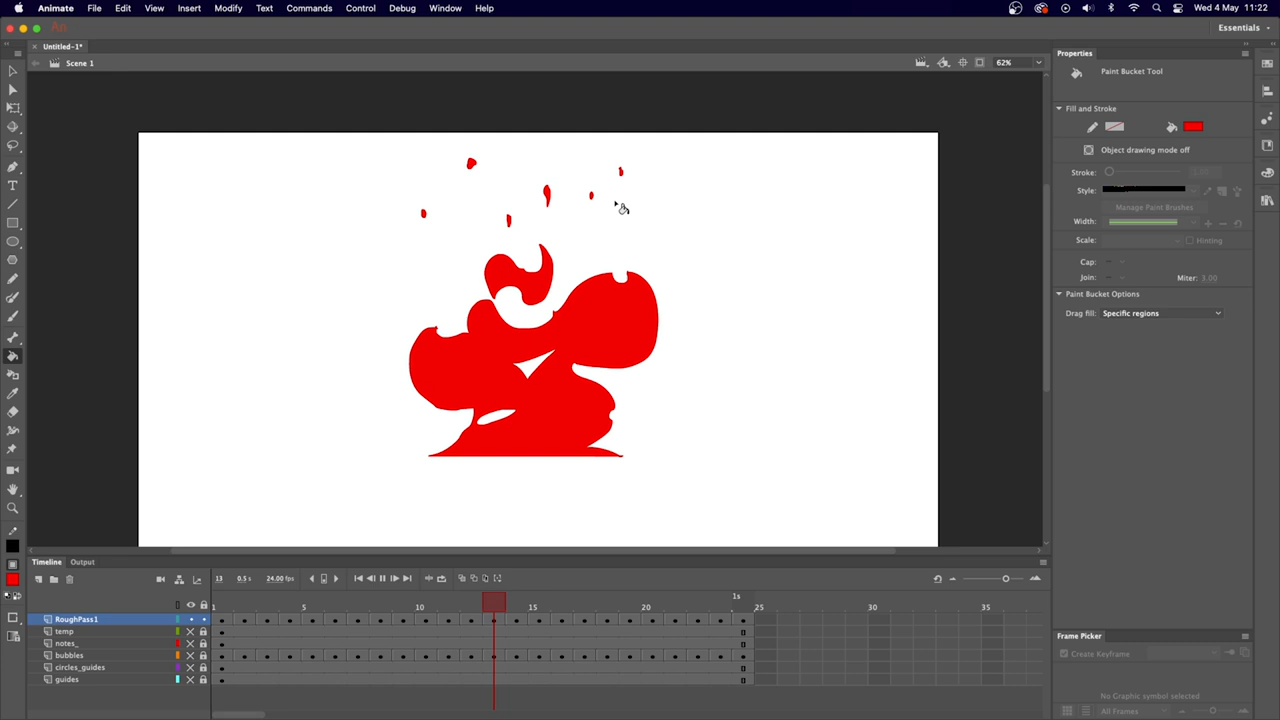 Animate File Edit View Insert Modify Text Commands Control Debug Window Help Wed 4 May 11:22
An Essentials
Untitled-1* Properties
Scene 1 62%
Paint Bucket Tool
Fill and Stroke
Object drawing mode off
Stroke:
Style:
Manage Paint Brushes
Width:
Scale: Hinting
Cap:
Join: Miter: 3.00
Paint Bucket Options
Drag fill: Specific regions
Timeline Output
13 0.5 s 24.00 fps
1s
1 5 10 15 20 25 30 35
RoughPass1
temp
notes_
bubbles
circles_guides
guides
Frame Picker
Create Keyframe
No Graphic symbol selected
All Frames